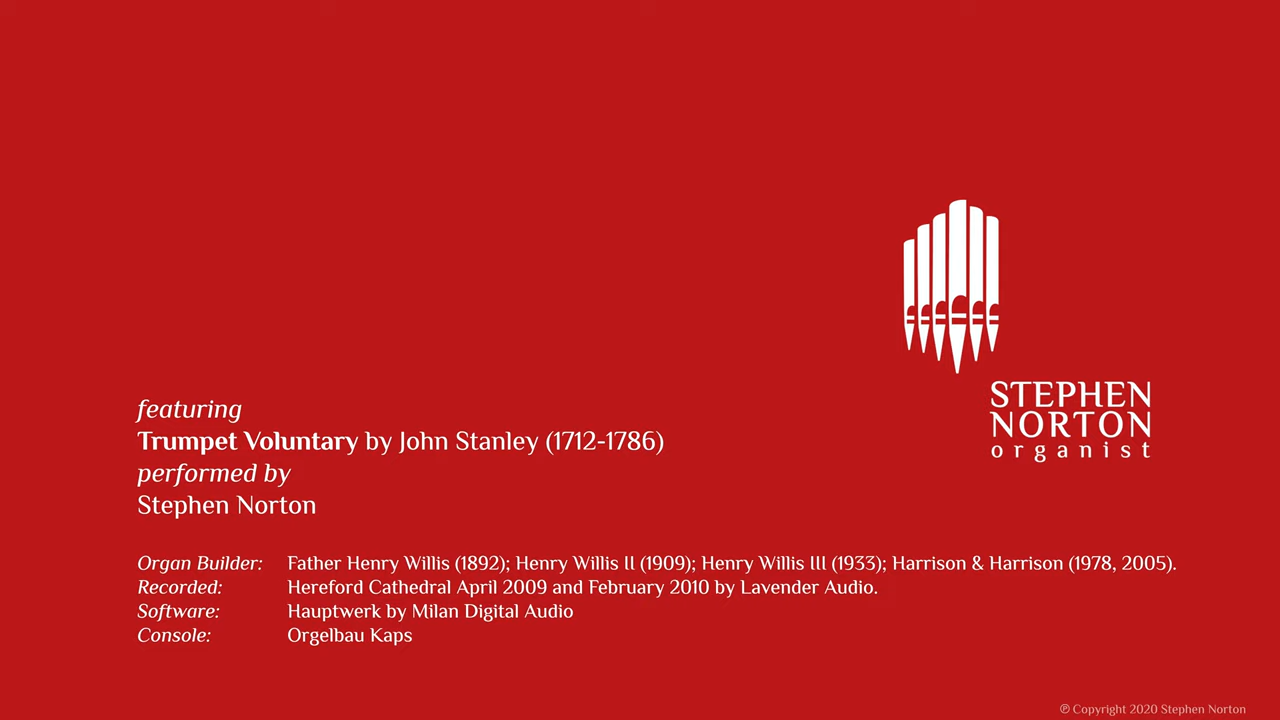 STEPHEN
NORTON
organist
featuring
Trumpet Voluntary by John Stanley (1712-1786)
performed by
Stephen Norton
Organ Builder: Father Henry Willis (1892); Henry Willis II (1909); Henry Willis III (1933); Harrison & Harrison (1978, 2005).
Recorded: Hereford Cathedral April 2009 and February 2010 by Lavender Audio.
Software: Hauptwerk by Milan Digital Audio
Console: Orgelbau Kaps
℗ Copyright 2020 Stephen Norton